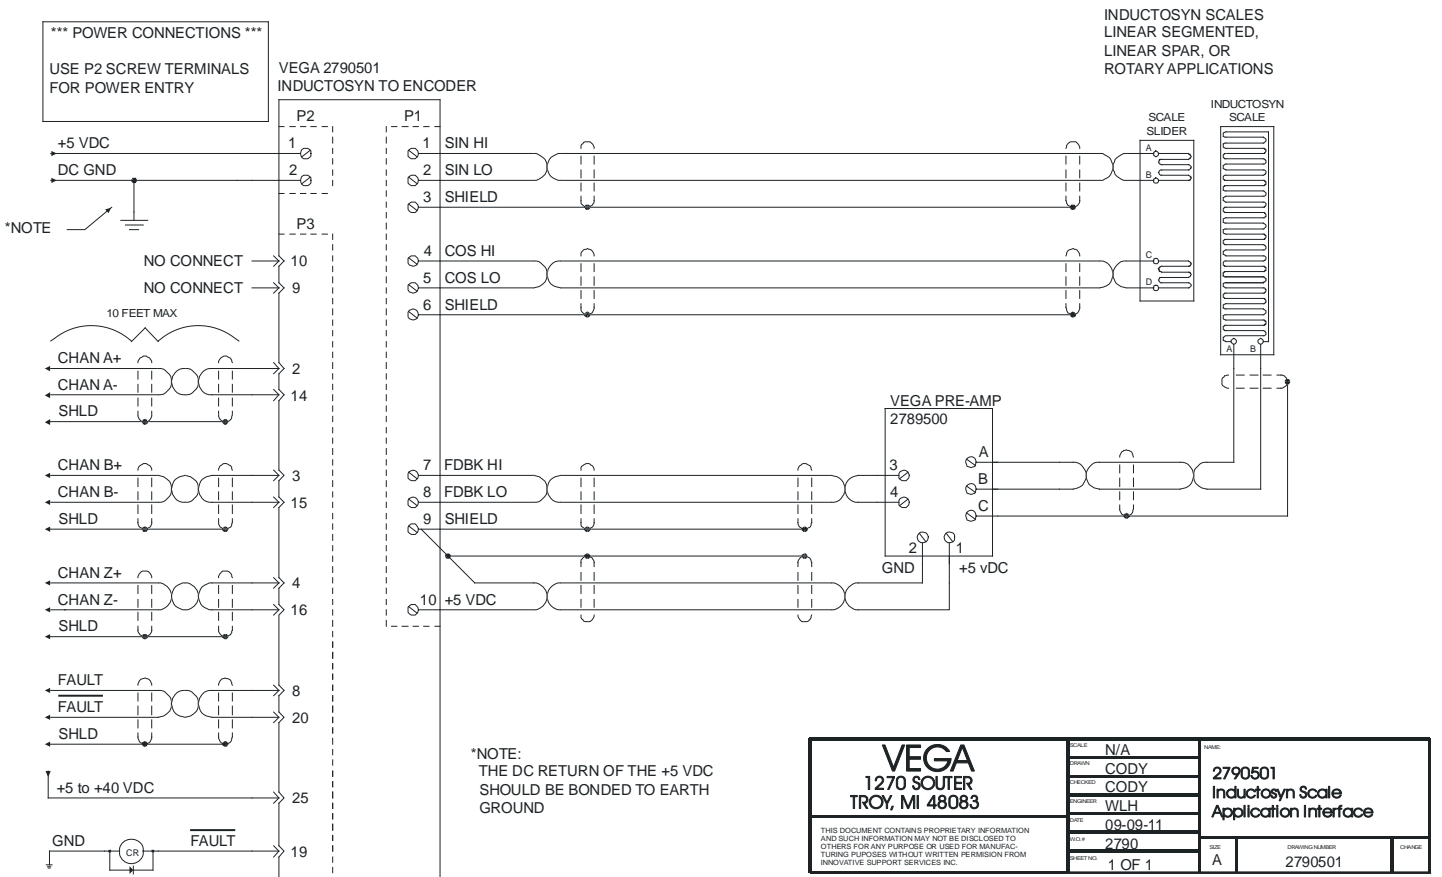 *** POWER CONNECTIONS ***
USE P2 SCREW TERMINALS
FOR POWER ENTRY
VEGA 2790501
INDUCTOSYN TO ENCODER
INDUCTOSYN SCALES
LINEAR SEGMENTED,
LINEAR SPAR, OR
ROTARY APPLICATIONS
SCALE
SLIDER
INDUCTOSYN
SCALE
P2
P1
+5 VDC
1
DC GND
2
*NOTE
P3
1 SIN HI
2 SIN LO
3 SHIELD
4 COS HI
5 COS LO
6 SHIELD
A
B
C
D
A B
NO CONNECT 10
NO CONNECT 9
10 FEET MAX
CHAN A+ 2
CHAN A- 14
SHLD
CHAN B+ 3
CHAN B- 15
SHLD
CHAN Z+ 4
CHAN Z- 16
SHLD
FAULT 8
FAULT 20
SHLD
+5 to +40 VDC 25
GND CR FAULT 19
7 FDBK HI
8 FDBK LO
9 SHIELD
10 +5 VDC
VEGA PRE-AMP
2789500
3
4
A
B
C
2 1
GND +5 vDC
*NOTE:
THE DC RETURN OF THE +5 VDC
SHOULD BE BONDED TO EARTH
GROUND
VEGA
1270 SOUTER
TROY, MI 48083
THIS DOCUMENT CONTAINS PROPRIETARY INFORMATION
AND SUCH INFORMATION MAY NOT BE DISCLOSED TO
OTHERS FOR ANY PURPOSE OR USED FOR MANUFAC-
TURING PUPOSES WITHOUT WRITTEN PERMISION FROM
INNOVATIVE SUPPORT SERVICES INC.
SCALE N/A
DRAWN CODY
CHECKED CODY
ENGINEER WLH
DATE 09-09-11
W.O.# 2790
SHEET NO. 1 OF 1
NAME:
2790501
Inductosyn Scale
Application Interface
SIZE
A
DRAWING NUMBER
2790501
CHANGE